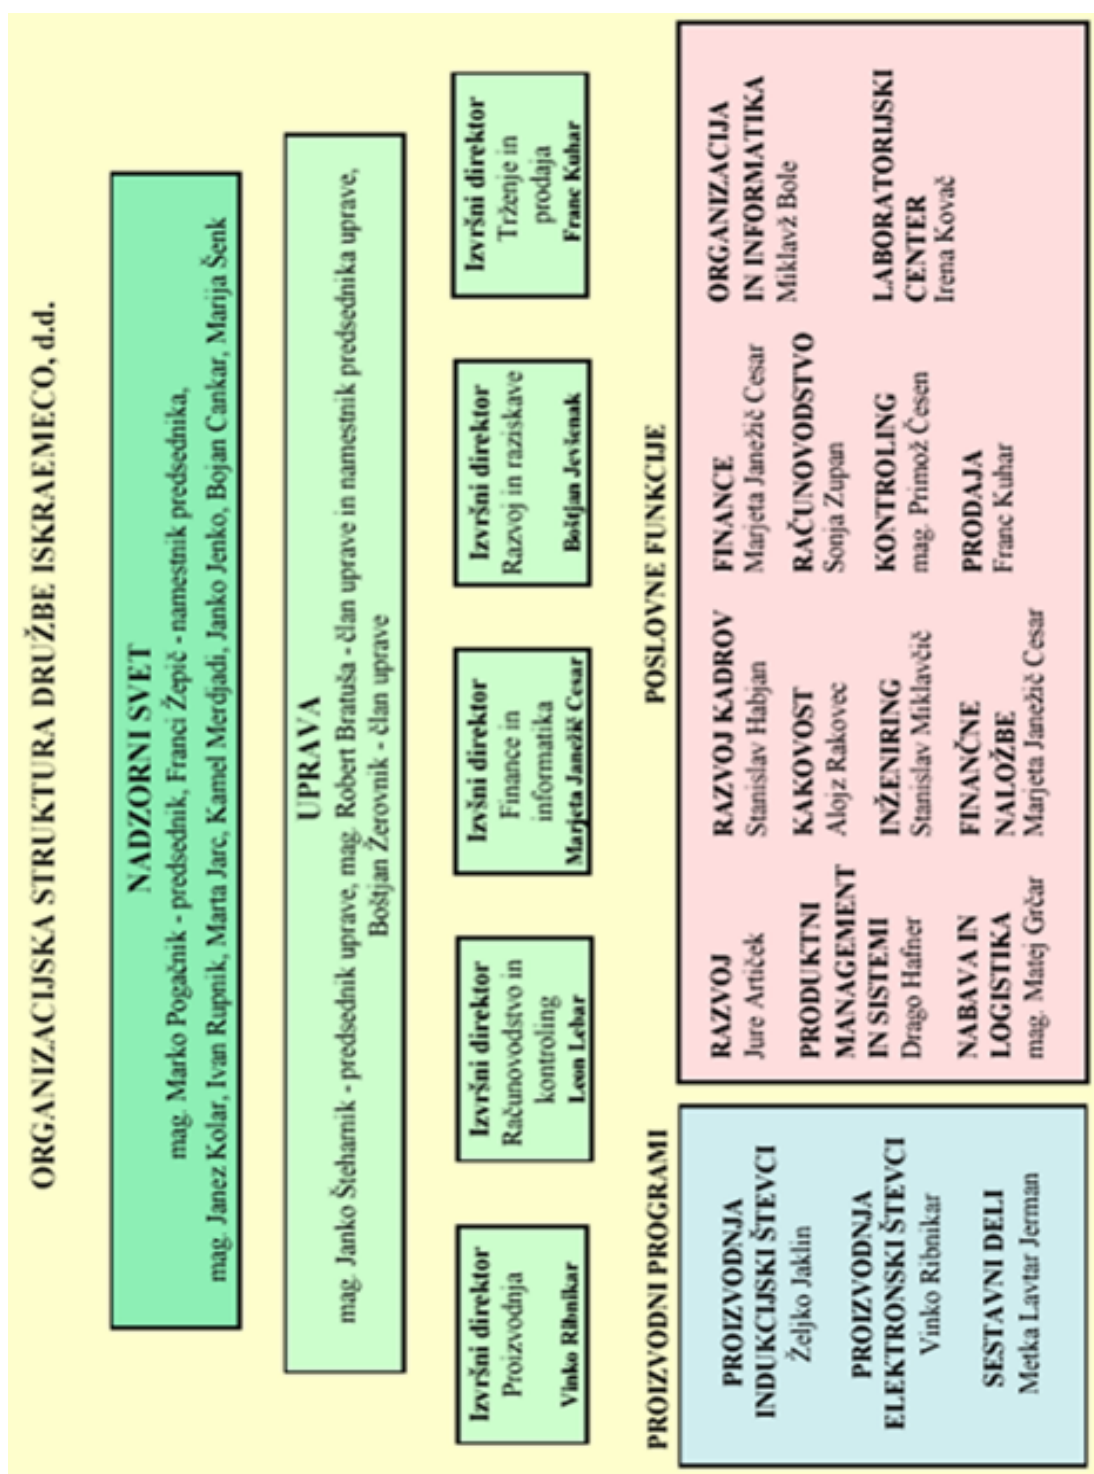 ORGANIZACIJSKA STRUKTURA DRUŽBE ISKRAEMECO, d.d.
NADZORNI SVET
mag. Marko Pogačnik - predsednik, Franci Žepič - namestnik predsednika,
mag. Janez Kolar, Ivan Rupnik, Marta Jarc, Kamel Merdjadi, Janko Jenko, Bojan Cankar, Marija Šenk
UPRAVA
mag. Janko Šteharnik - predsednik uprave, mag. Robert Bratuša - član uprave in namestnik predsednika uprave,
Boštjan Žerovnik - član uprave
Izvršni direktor
Proizvodnja
Vinko Ribnikar
Izvršni direktor
Računovodstvo in
kontroling
Leon Lebar
Izvršni direktor
Finance in
informatika
Marjeta Janežič Cesar
Izvršni direktor
Razvoj in raziskave
Boštjan Jevšenak
Izvršni direktor
Trženje in
prodaja
Franc Kuhar
PROIZVODNI PROGRAMI
PROIZVODNJA
INDUKCIJSKI ŠTEVCI
Željko Jaklin
PROIZVODNJA
ELEKTRONSKI ŠTEVCI
Vinko Ribnikar
SESTAVNI DELI
Metka Lavtar Jerman
POSLOVNE FUNKCIJE
RAZVOJ
Jure Artiček
PRODUKTNI
MANAGEMENT
IN SISTEMI
Drago Hafner
NABAVA IN
LOGISTIKA
mag. Matej Grčar
RAZVOJ KADROV
Stanislav Habjan
KAKOVOST
Alojz Rakovec
INŽENIRING
Stanislav Miklavčič
FINANČNE
NALOŽBE
Marjeta Janežič Cesar
FINANCE
Marjeta Janežič Cesar
RAČUNOVODSTVO
Sonja Zupan
KONTROLING
mag. Primož Česen
PRODAJA
Franc Kuhar
ORGANIZACIJA
IN INFORMATIKA
Miklavž Bole
LABORATORIJSKI
CENTER
Irena Kovač